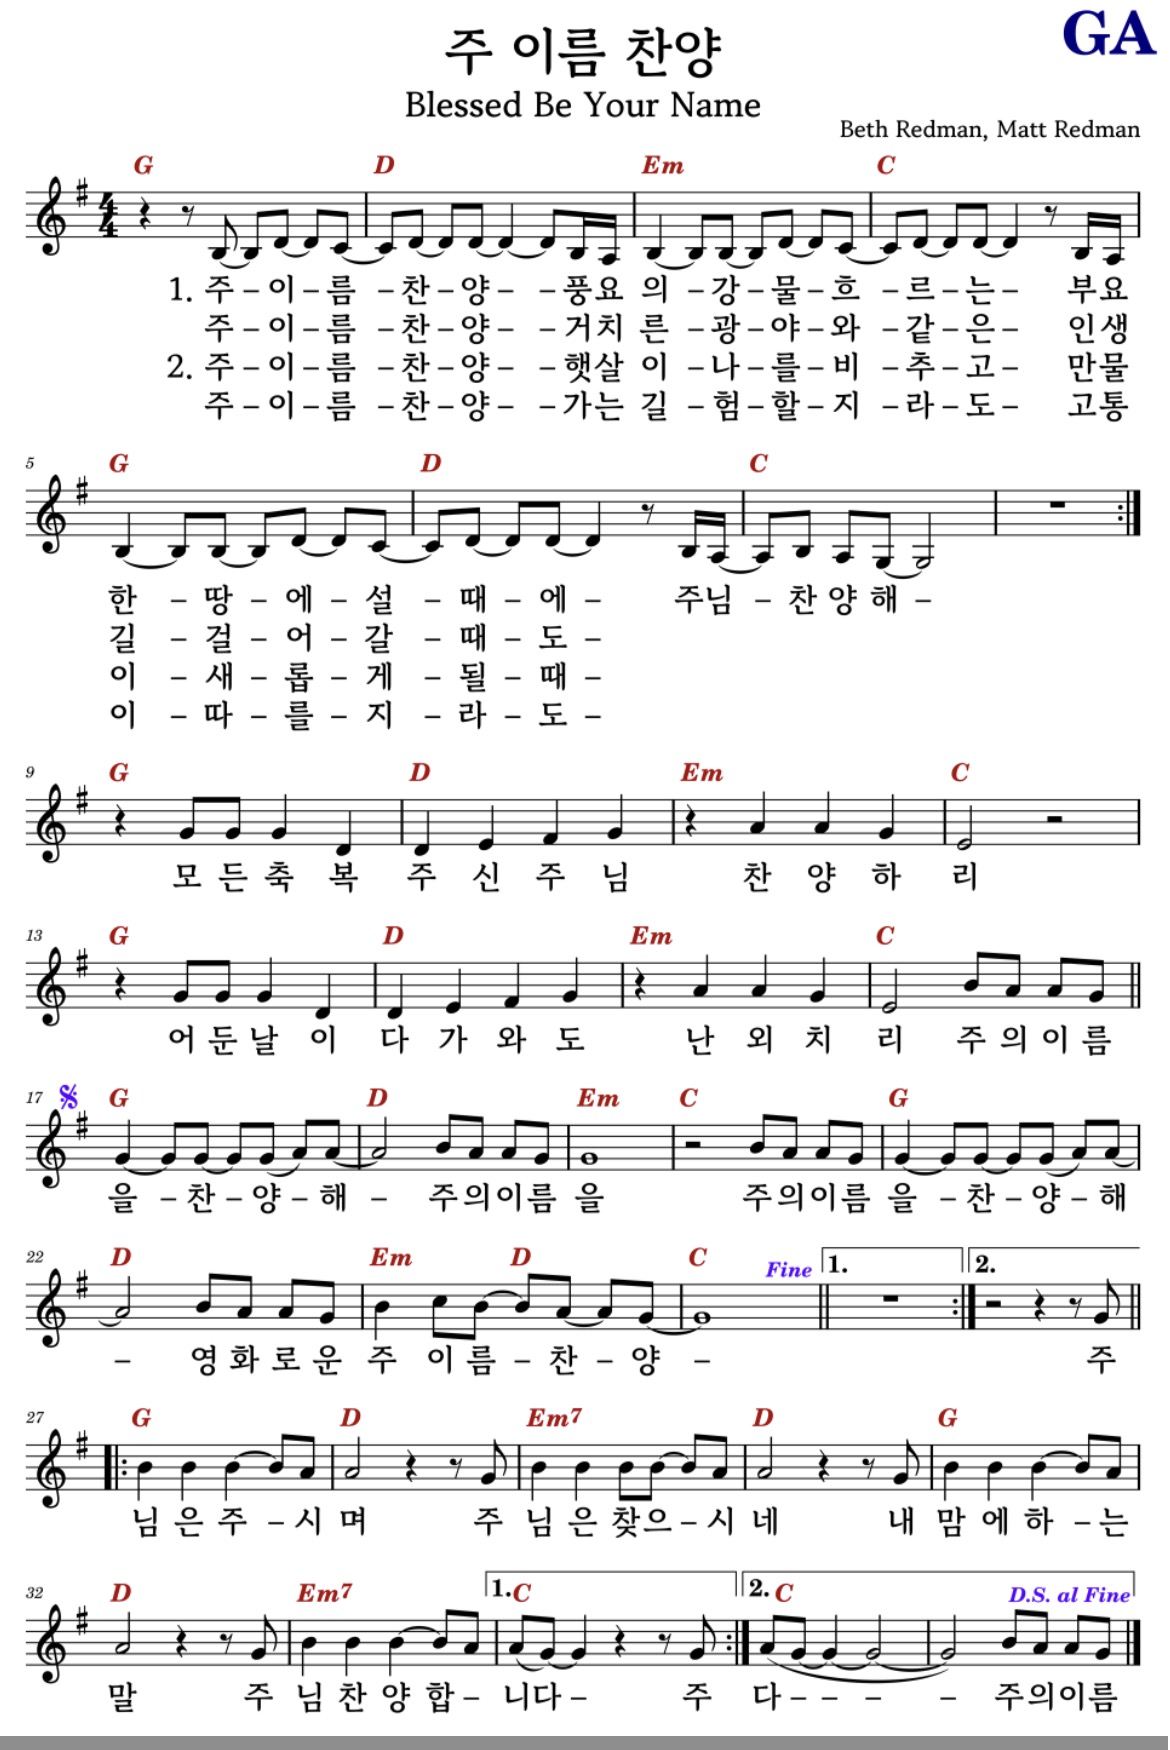 GA
주 이름 찬양
Blessed Be Your Name
Beth Redman, Matt Redman
G D Em C
1. 주 – 이 – 름 – 찬 – 양 – – 풍요 의 – 강 – 물 – 흐 – 르 – 는 – 부요
주 – 이 – 름 – 찬 – 양 – – 거치 른 – 광 – 야 – 와 – 같 – 은 – 인생
2. 주 – 이 – 름 – 찬 – 양 – – 햇살 이 – 나 – 를 – 비 – 추 – 고 – 만물
주 – 이 – 름 – 찬 – 양 – – 가는 길 – 험 – 할 – 지 – 라 – 도 – 고통
5 G D C
한 – 땅 – 에 – 설 – 때 – 에 – 주님 – 찬 양 해 –
길 – 걸 – 어 – 갈 – 때 – 도 –
이 – 새 – 롭 – 게 – 될 – 때 –
이 – 따 – 를 – 지 – 라 – 도 –
9 G D Em C
모 든 축 복 주 신 주 님 찬 양 하 리
13 G D Em C
어 둔 날 이 다 가 와 도 난 외 치 리 주 의 이 름
17 G D Em C G
을 – 찬 – 양 – 해 – 주의이름 을 주의이름 을 – 찬 – 양 – 해
22 D Em D C Fine 1. 2.
– 영 화 로 운 주 이 름 – 찬 – 양 – 주
27 G D Em7 D G
님 은 주 – 시 며 주 님 은 찾으 – 시 네 내 맘 에 하 – 는
32 D Em7 1. C 2. C D.S. al Fine
말 주 님 찬 양 합 – 니다 – 주 다 – – – – 주의이름